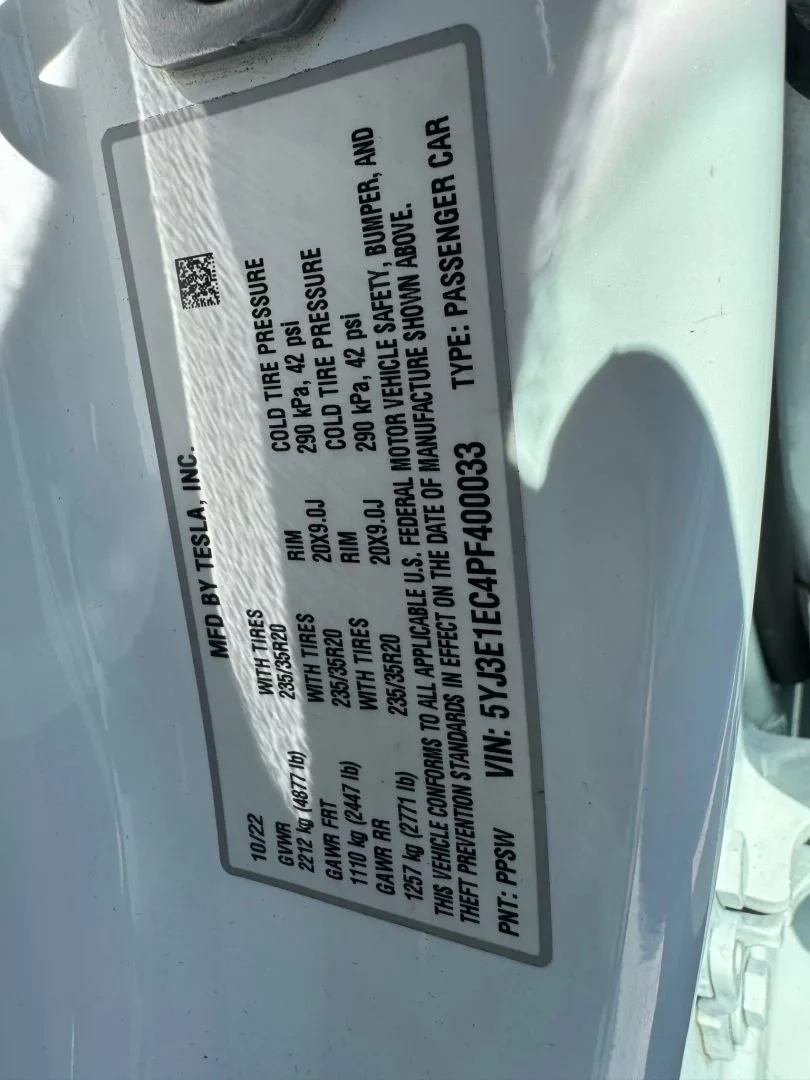 MFD BY TESLA, INC.
10/22
GVWR WITH TIRES RIM COLD TIRE PRESSURE
2212 kg (4877 lb) 235/35R20 20X9.0J 290 kPa, 42 psi
GAWR FRT WITH TIRES RIM COLD TIRE PRESSURE
1110 kg (2447 lb) 235/35R20 20X9.0J 290 kPa, 42 psi
GAWR RR WITH TIRES
1257 kg (2771 lb) 235/35R20
THIS VEHICLE CONFORMS TO ALL APPLICABLE U.S. FEDERAL MOTOR VEHICLE SAFETY, BUMPER, AND
THEFT PREVENTION STANDARDS IN EFFECT ON THE DATE OF MANUFACTURE SHOWN ABOVE.
PNT: PPSW VIN: 5YJ3E1EC4PF400033 TYPE: PASSENGER CAR